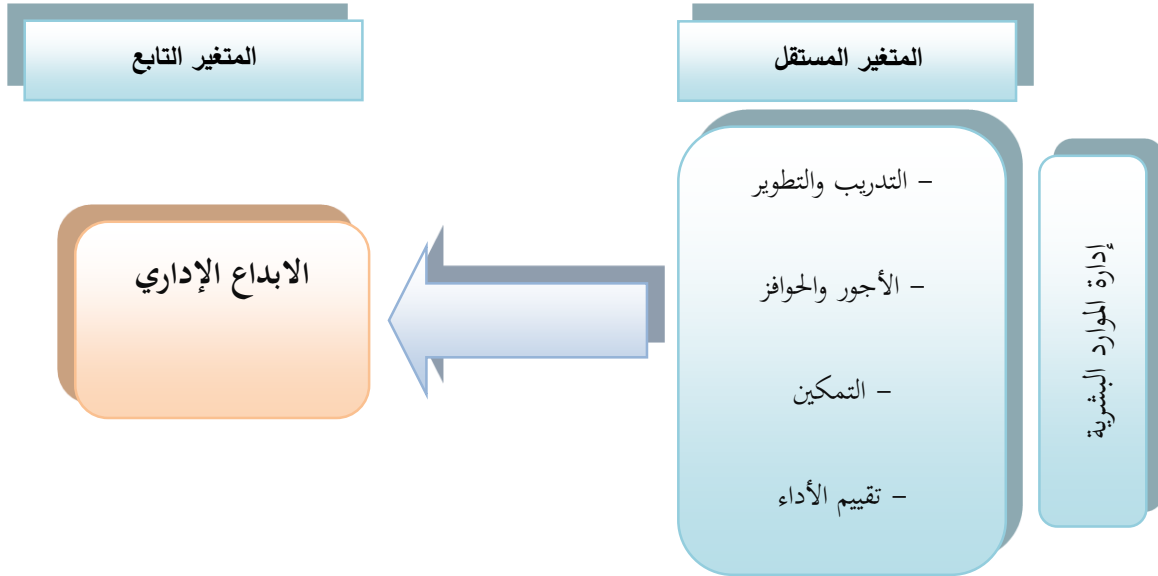 المتغير المستقل
المتغير التابع
إدارة الموارد البشرية
- التدريب والتطوير
- الأجور والحوافز
- التمكين
- تقييم الأداء
الابداع الإداري